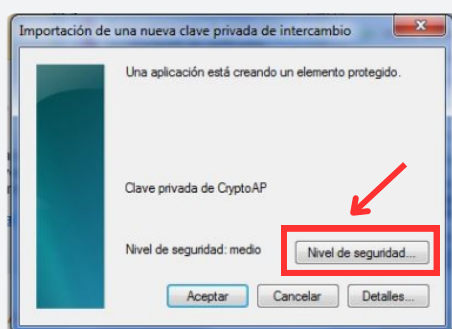 Importación de una nueva clave privada de intercambio
Una aplicación está creando un elemento protegido.
Clave privada de CryptoAP
Nivel de seguridad: medio
Nivel de seguridad...
Aceptar
Cancelar
Detalles...